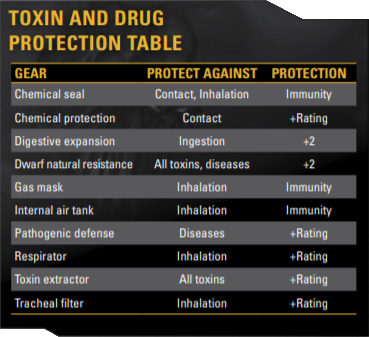 TOXIN AND DRUG
PROTECTION TABLE
GEAR PROTECT AGAINST PROTECTION
Chemical seal Contact, Inhalation Immunity
Chemical protection Contact +Rating
Digestive expansion Ingestion +2
Dwarf natural resistance All toxins, diseases +2
Gas mask Inhalation Immunity
Internal air tank Inhalation Immunity
Pathogenic defense Diseases +Rating
Respirator Inhalation +Rating
Toxin extractor All toxins +Rating
Tracheal filter Inhalation +Rating